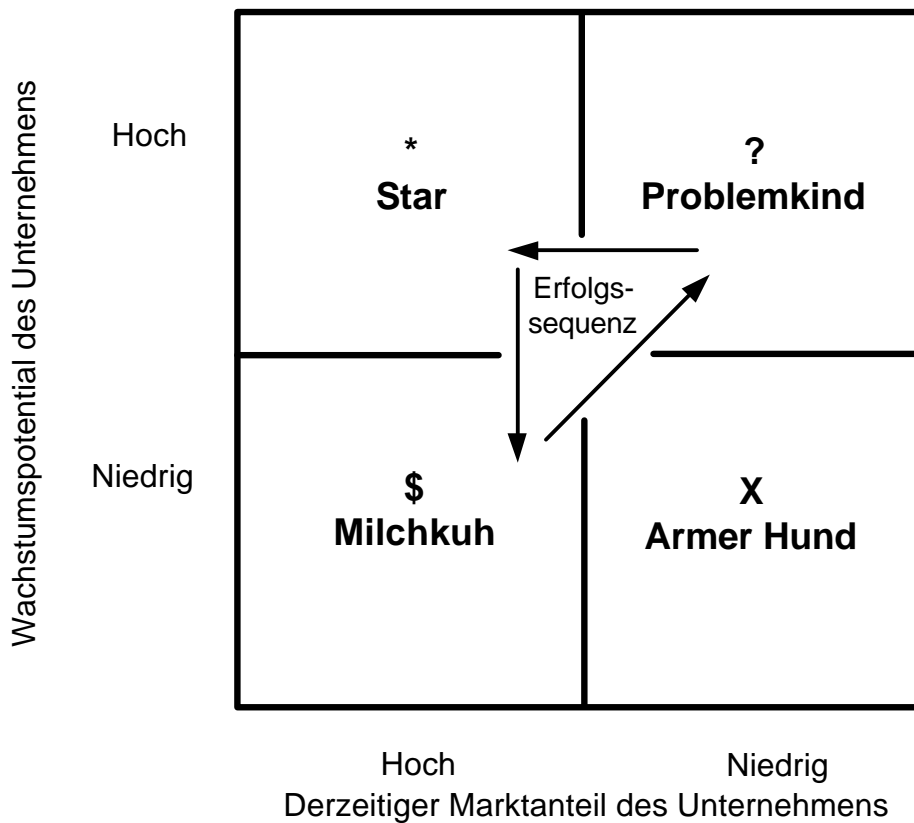 Wachstumspotential des Unternehmens
Hoch
*
Star
?
Problemkind
Erfolgs-
sequenz
Niedrig
$
Milchkuh
X
Armer Hund
Hoch
Niedrig
Derzeitiger Marktanteil des Unternehmens